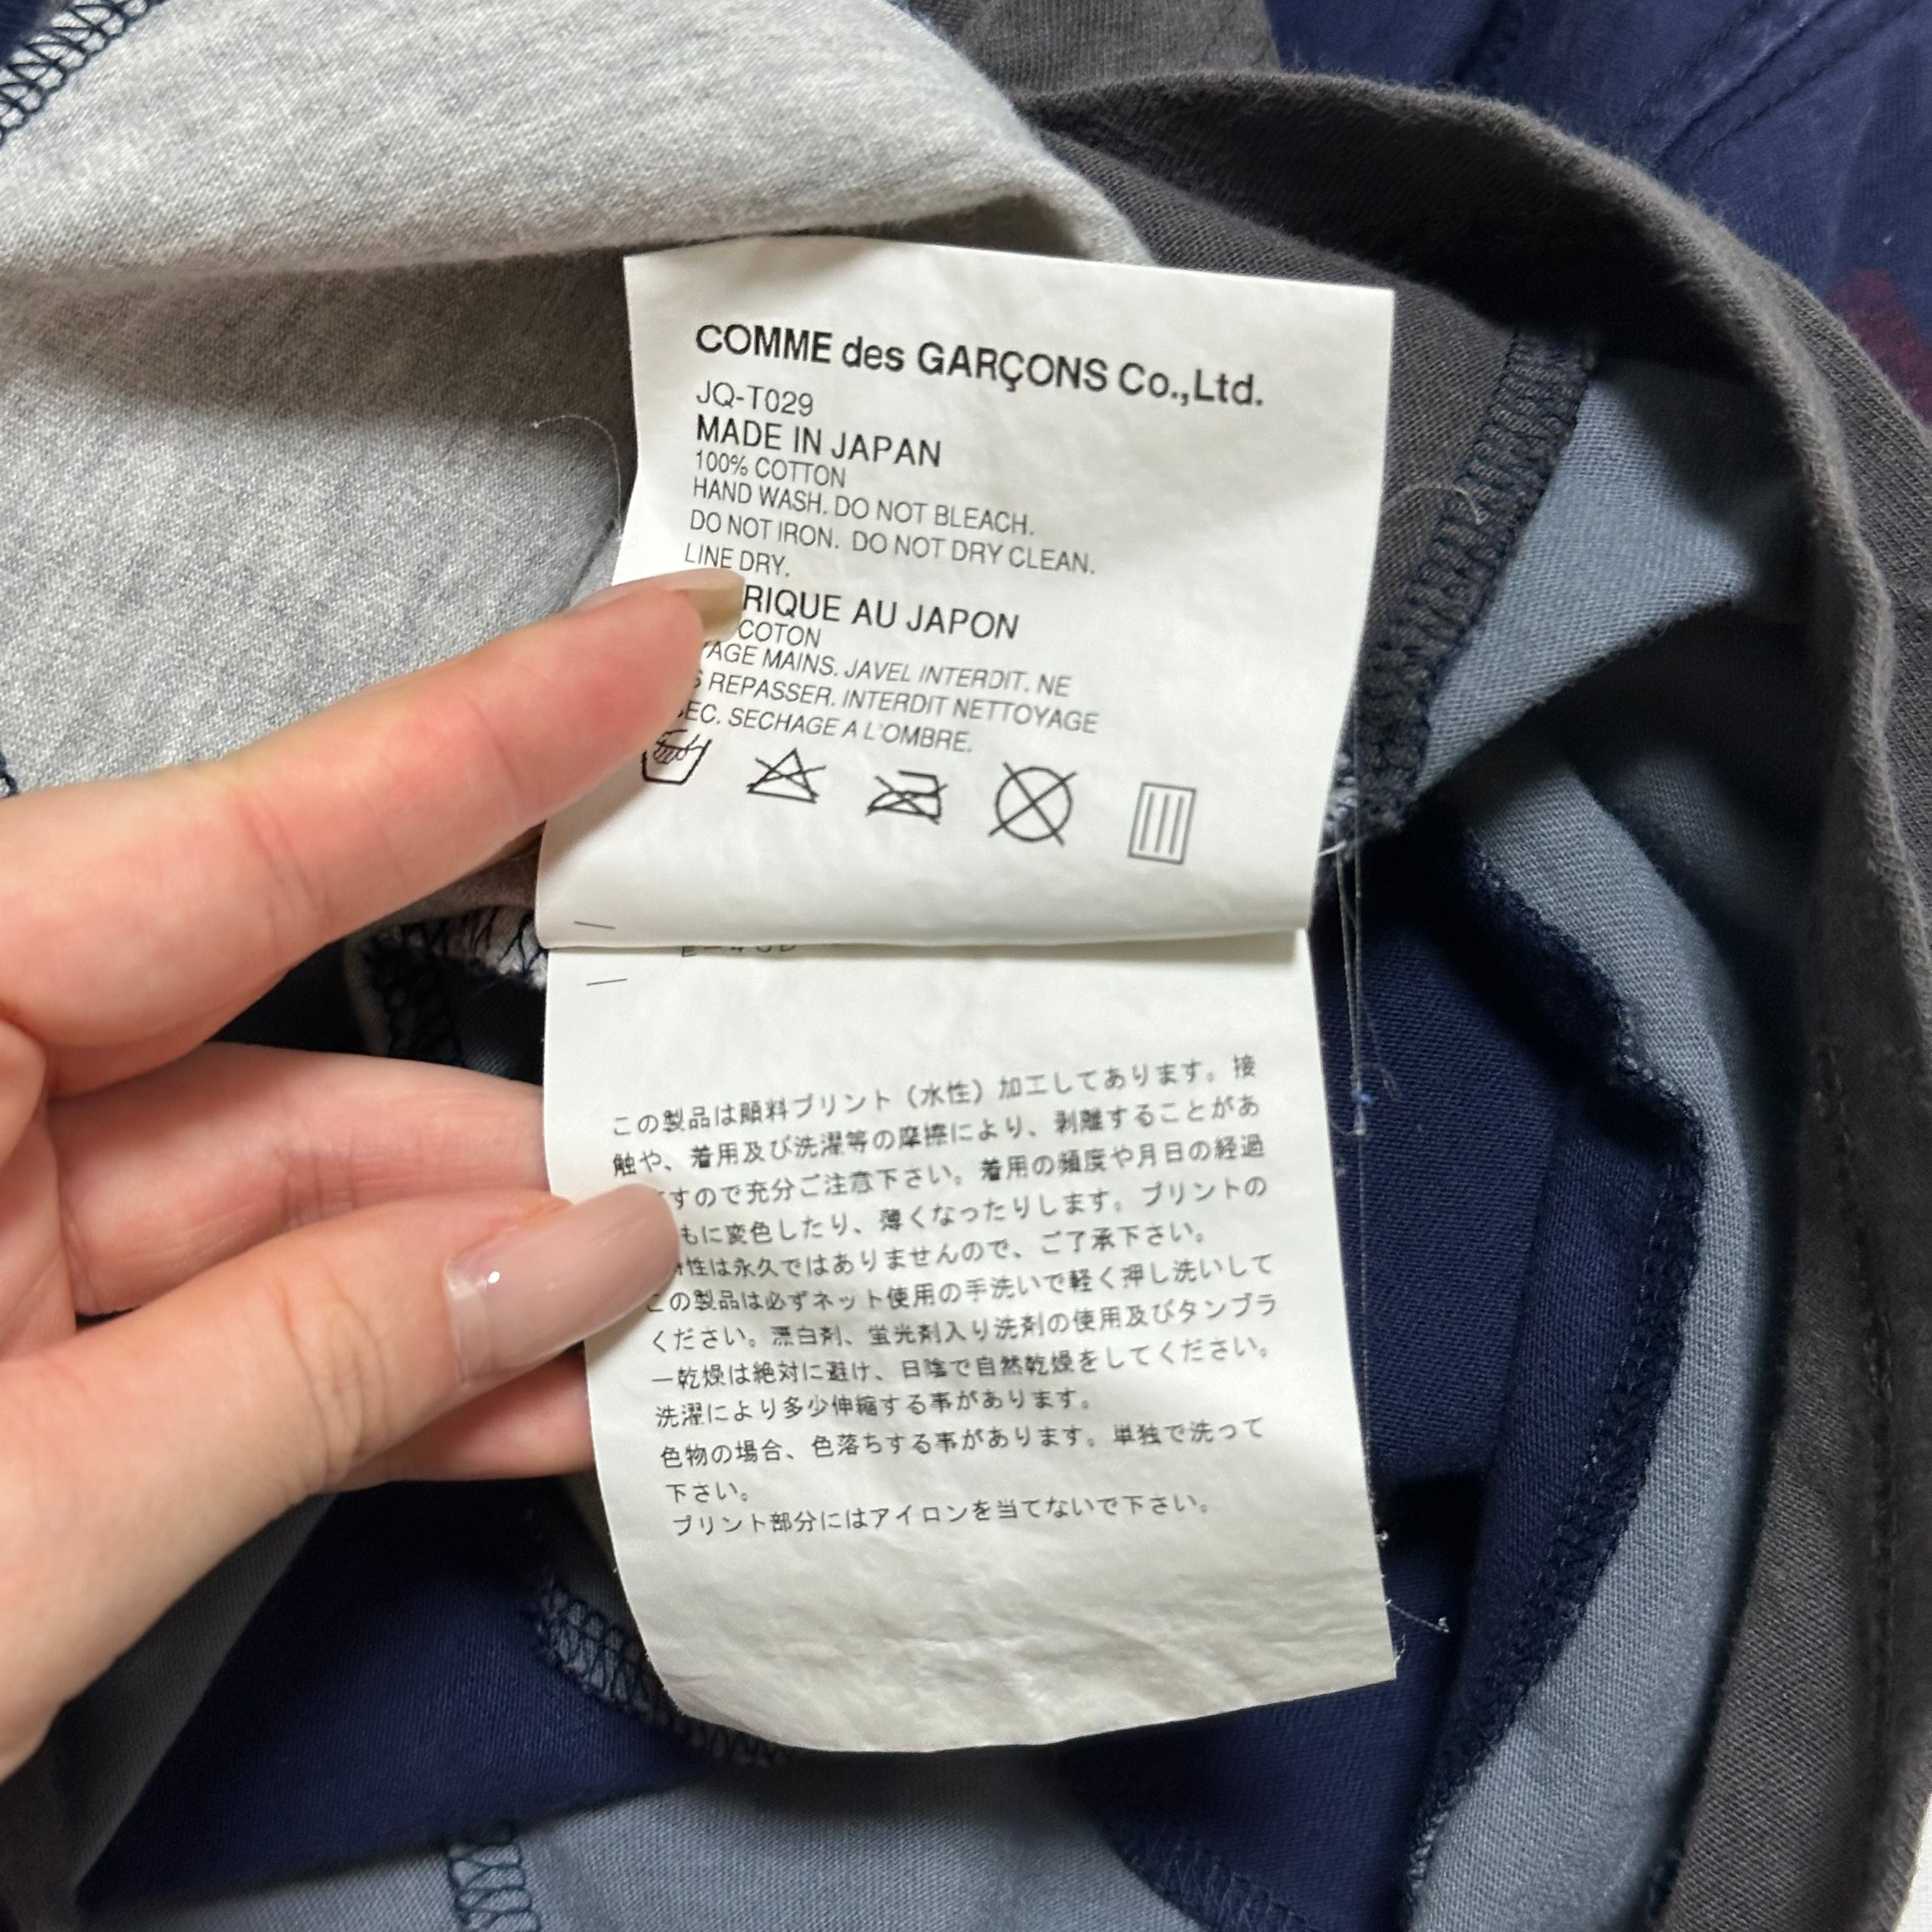 COMME des GARÇONS Co.,Ltd.
JQ-T029
MADE IN JAPAN
100% COTTON
HAND WASH. DO NOT BLEACH.
DO NOT IRON. DO NOT DRY CLEAN.
LINE DRY.
RIQUE AU JAPON
COTON
YAGE MAINS. JAVEL INTERDIT. NE
S REPASSER. INTERDIT NETTOYAGE
SEC. SECHAGE A L'OMBRE.
この製品は顔料プリント（水性）加工してあります。接
触や、着用及び洗濯等の摩擦により、剥離することがあ
すので充分ご注意下さい。着用の頻度や月日の経過
もに変色したり、薄くなったりします。プリントの
性は永久ではありませんので、ご了承下さい。
この製品は必ずネット使用の手洗いで軽く押し洗いして
ください。漂白剤、蛍光剤入り洗剤の使用及びタンブラ
ー乾燥は絶対に避け、日陰で自然乾燥をしてください。
洗濯により多少伸縮する事があります。
色物の場合、色落ちする事があります。単独で洗って
下さい。
プリント部分にはアイロンを当てないで下さい。